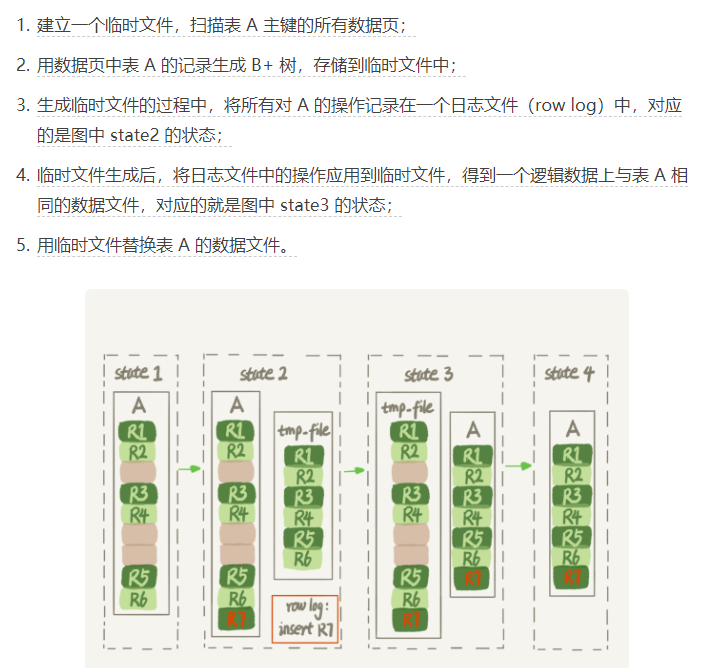 1. 建立一个临时文件，扫描表 A 主键的所有数据页；
2. 用数据页中表 A 的记录生成 B+ 树，存储到临时文件中；
3. 生成临时文件的过程中，将所有对 A 的操作记录在一个日志文件（row log）中，对应
的是图中 state2 的状态；
4. 临时文件生成后，将日志文件中的操作应用到临时文件，得到一个逻辑数据上与表 A 相
同的数据文件，对应的就是图中 state3 的状态；
5. 用临时文件替换表 A 的数据文件。
state 1
A
R1
R2
R3
R4
R5
R6
state 2
A
R1
R2
R3
R4
R5
R6
R7
tmp-file
R1
R2
R3
R4
R5
R6
row log:
insert R7
state 3
tmp-file
R1
R2
R3
R4
R5
R6
R7
A
R1
R2
R3
R4
R5
R6
R7
state 4
A
R1
R2
R3
R4
R5
R6
R7